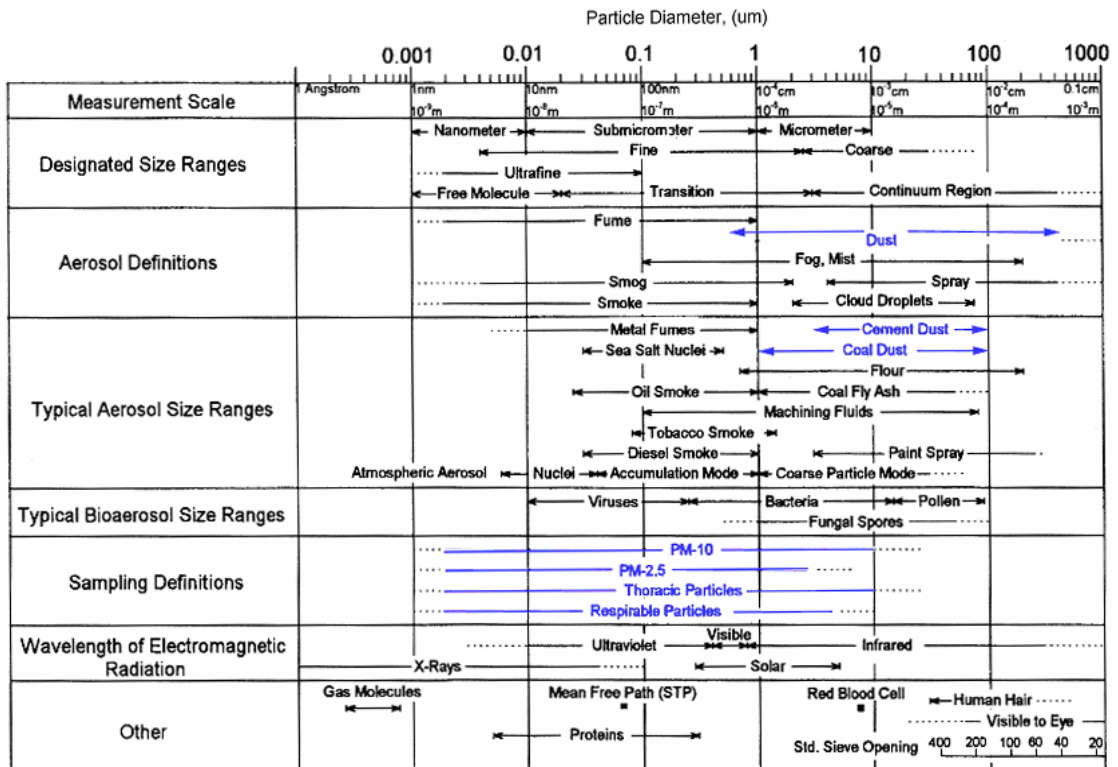 Particle Diameter, (um)
0.001 0.01 0.1 1 10 100 1000
Measurement Scale
1 Angstrom 1nm 10nm 100nm 10⁻⁴cm 10⁻³cm 10⁻²cm 0.1cm
10⁻⁹m 10⁻⁸m 10⁻⁷m 10⁻⁶m 10⁻⁵m 10⁻⁴m 10⁻³m
Designated Size Ranges
Nanometer Submicrometer Micrometer
Fine Coarse
Ultrafine
Free Molecule Transition Continuum Region
Aerosol Definitions
Fume
Dust
Fog, Mist
Smog Spray
Smoke Cloud Droplets
Typical Aerosol Size Ranges
Metal Fumes Cement Dust
Sea Salt Nuclei Coal Dust
Flour
Oil Smoke Coal Fly Ash
Machining Fluids
Tobacco Smoke
Diesel Smoke Paint Spray
Atmospheric Aerosol Nuclei Accumulation Mode Coarse Particle Mode
Typical Bioaerosol Size Ranges
Viruses Bacteria Pollen
Fungal Spores
Sampling Definitions
PM-10
PM-2.5
Thoracic Particles
Respirable Particles
Wavelength of Electromagnetic
Radiation
Visible
Ultraviolet Infrared
X-Rays Solar
Other
Gas Molecules Mean Free Path (STP) Red Blood Cell
Human Hair
Visible to Eye
Proteins
Std. Sieve Opening 400 200 100 60 40 20